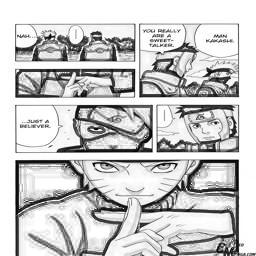 MAN
KAKASHI.
YOU REALLY
ARE A
SWEET-
TALKER.
NAH...
...JUST A
BELIEVER.